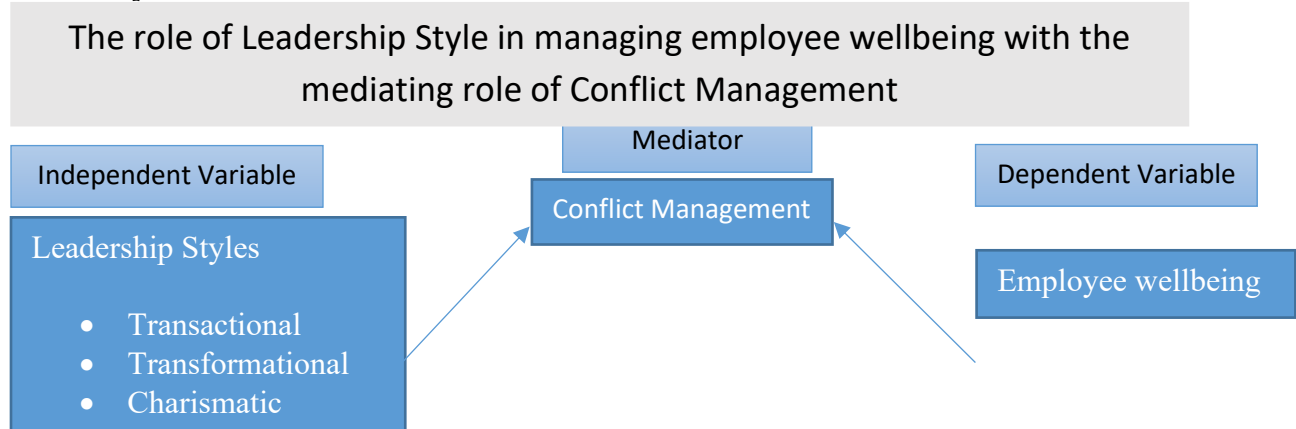 The role of Leadership Style in managing employee wellbeing with the
mediating role of Conflict Management
Mediator
Independent Variable
Dependent Variable
Conflict Management
Leadership Styles
Employee wellbeing
• Transactional
• Transformational
• Charismatic